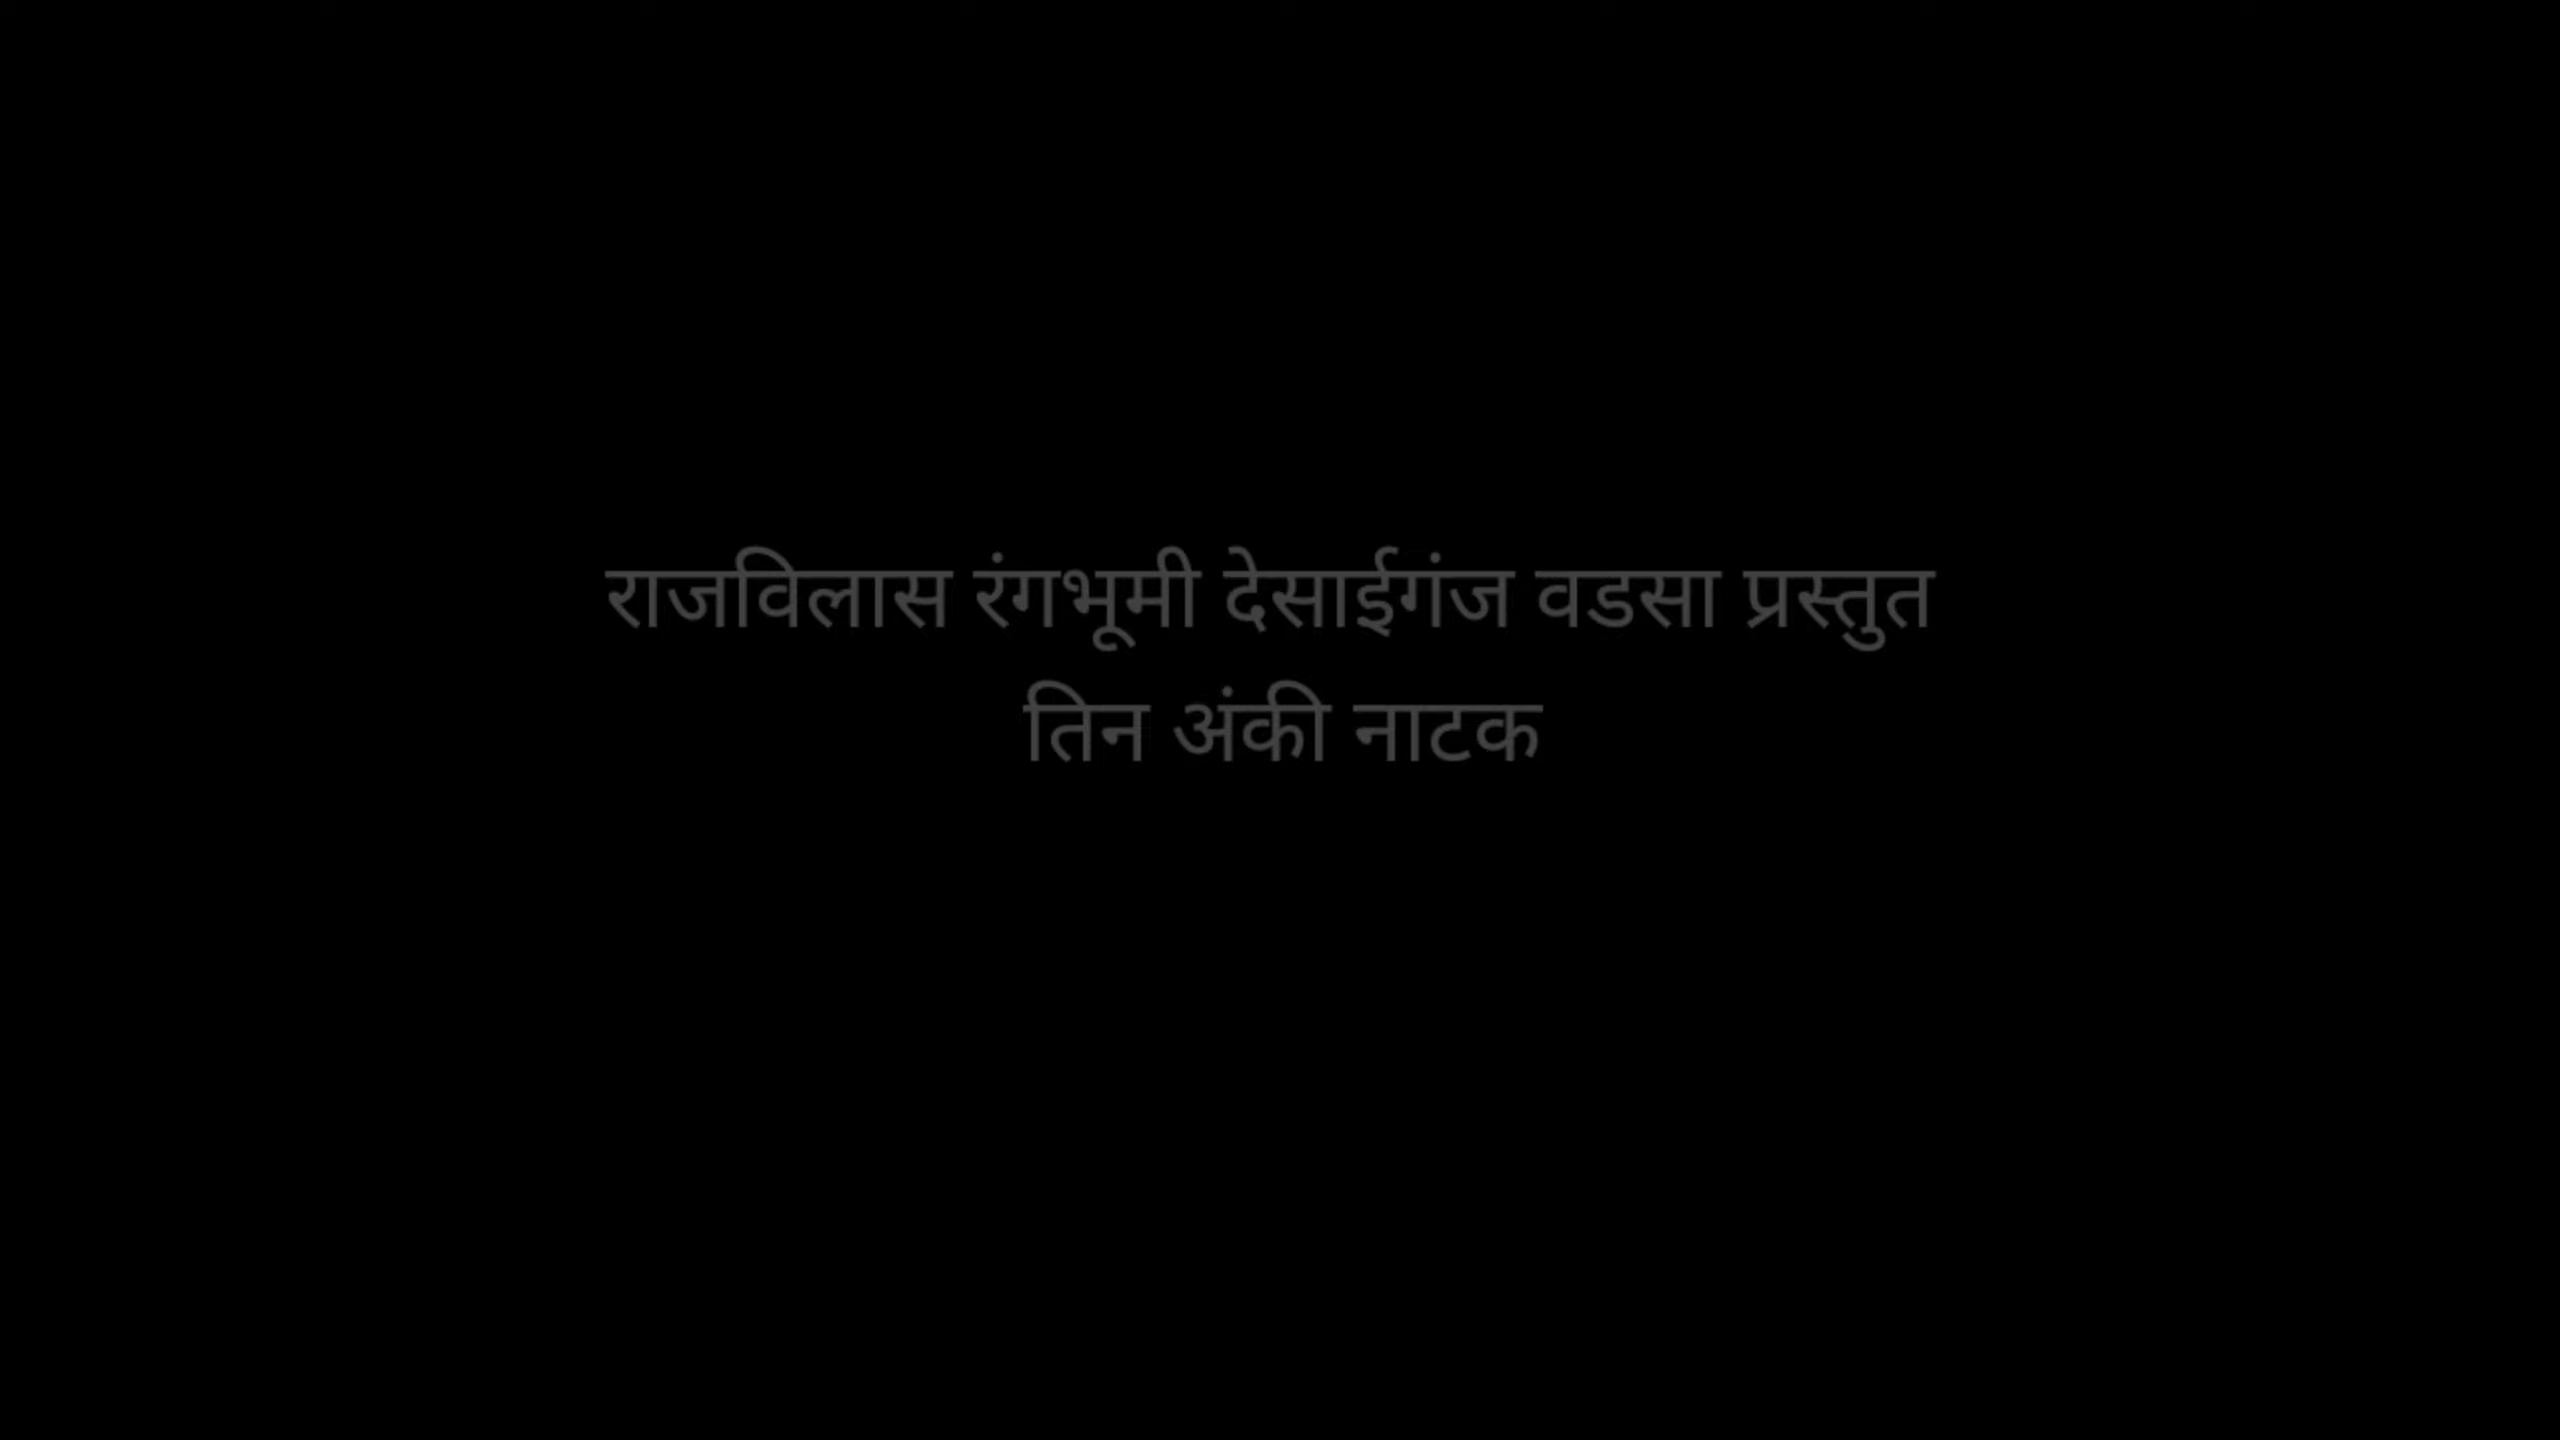 राजविलास रंगभूमी देसाईगंज वडसा प्रस्तुत
तिन अंकी नाटक